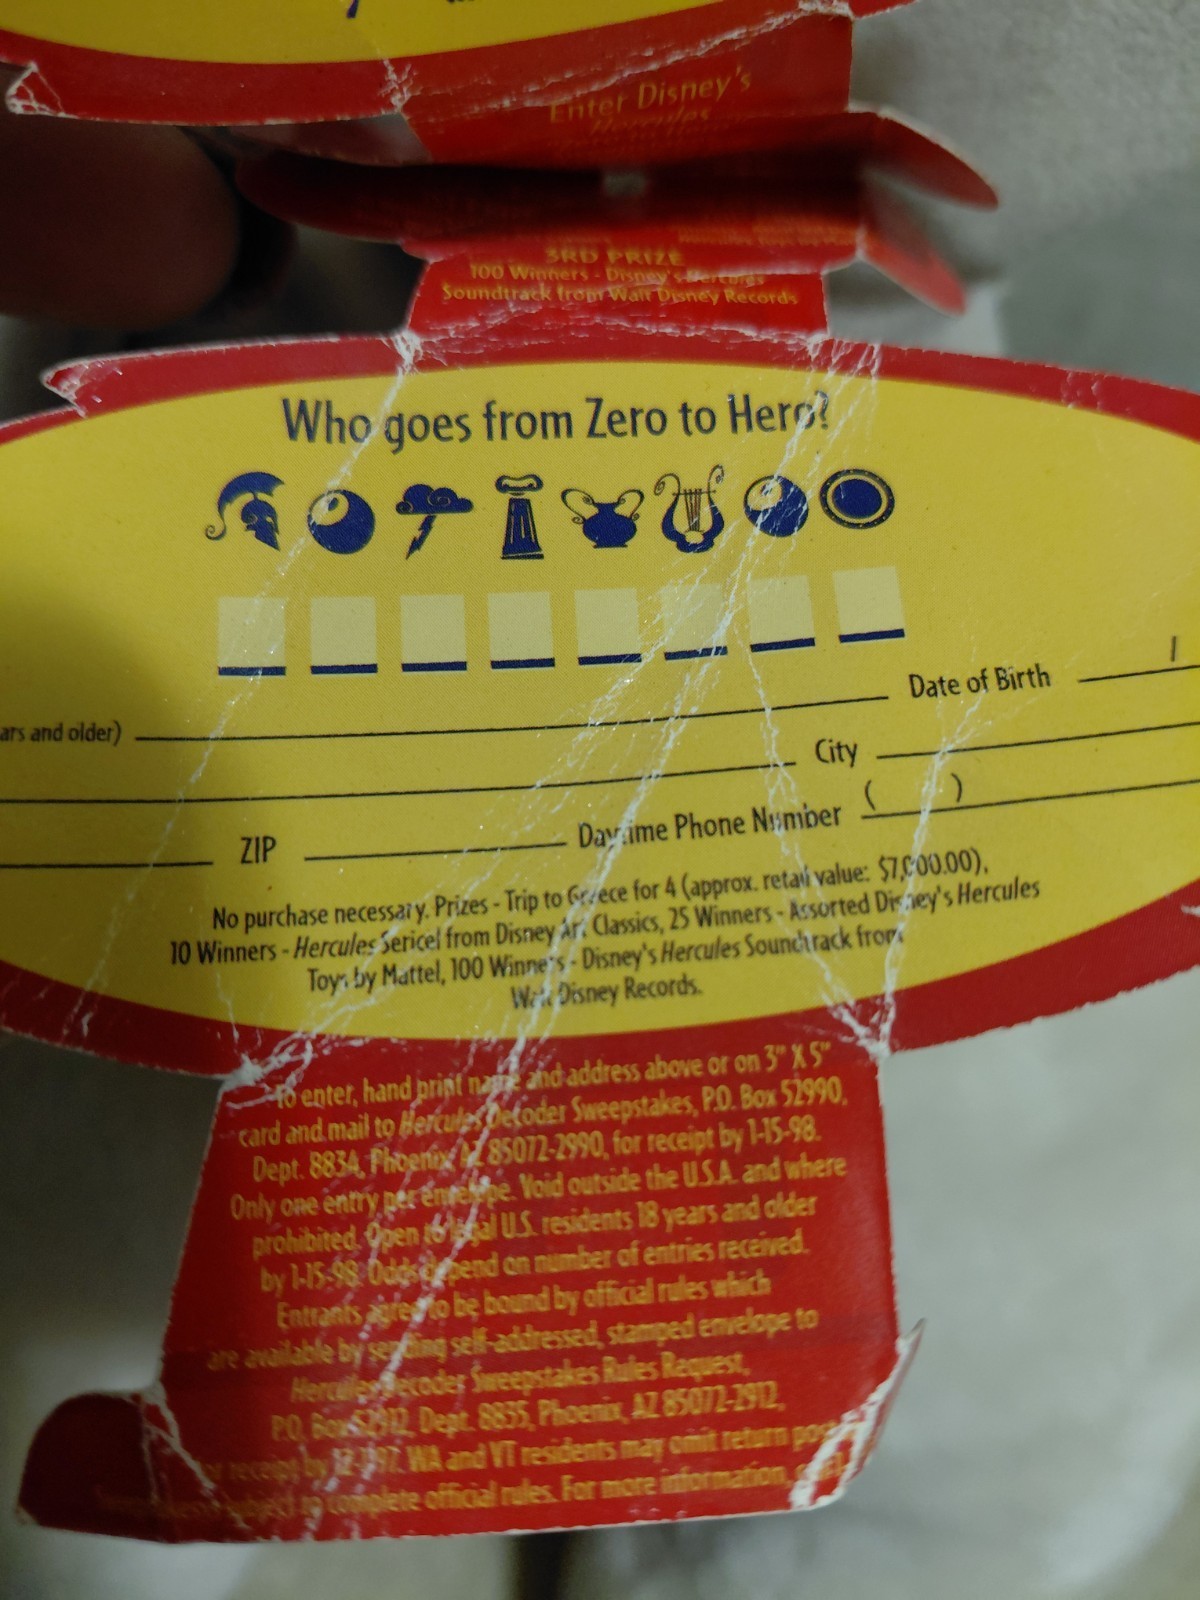 Enter Disney's
Hercules
3RD PRIZE
100 Winners - Disney's Hercules
Soundtrack from Walt Disney Records
Who goes from Zero to Hero?
Date of Birth /
ars and older)
City
ZIP
Daytime Phone Number ( )
No purchase necessary. Prizes - Trip to Greece for 4 (approx. retail value: $7,000.00),
10 Winners - Hercules Sericel from Disney Art Classics, 25 Winners - Assorted Disney's Hercules
Toys by Mattel, 100 Winners - Disney's Hercules Soundtrack from
Walt Disney Records.
To enter, hand print name and address above or on 3" X 5"
card and mail to Hercules Decoder Sweepstakes, P.O. Box 52990,
Dept. 883A, Phoenix, AZ 85072-2990, for receipt by 1-15-98.
Only one entry per envelope. Void outside the U.S.A. and where
prohibited. Open to legal U.S. residents 18 years and older
by 1-15-98. Odds depend on number of entries received.
Entrants agree to be bound by official rules which
are available by sending self-addressed, stamped envelope to
Hercules Decoder Sweepstakes Rules Request,
P.O. Box 52912, Dept. 8835, Phoenix, AZ 85072-2912,
receipt by WA and VT residents may omit return
subject to complete official rules. For more information,